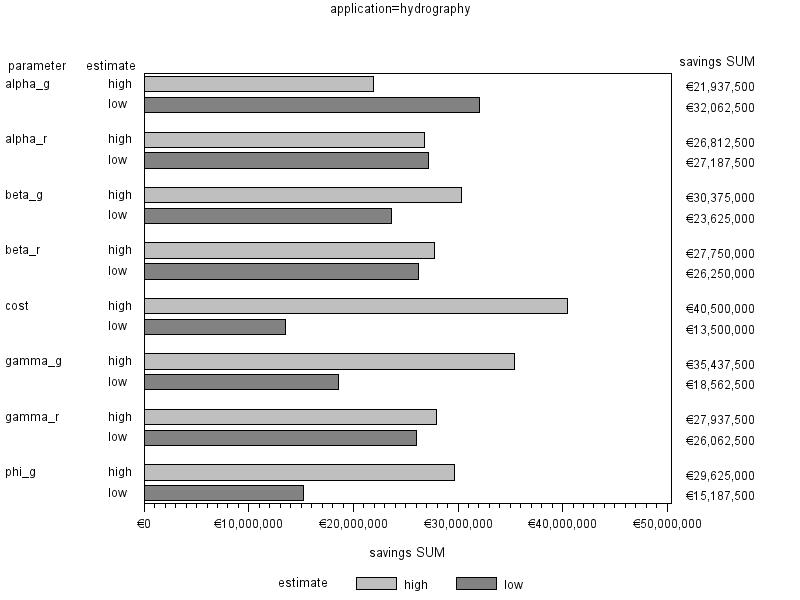 application=hydrography
parameter estimate savings SUM
alpha_g high €21,937,500
low €32,062,500
alpha_r high €26,812,500
low €27,187,500
beta_g high €30,375,000
low €23,625,000
beta_r high €27,750,000
low €26,250,000
cost high €40,500,000
low €13,500,000
gamma_g high €35,437,500
low €18,562,500
gamma_r high €27,937,500
low €26,062,500
phi_g high €29,625,000
low €15,187,500
€0 €10,000,000 €20,000,000 €30,000,000 €40,000,000 €50,000,000
savings SUM
estimate high low